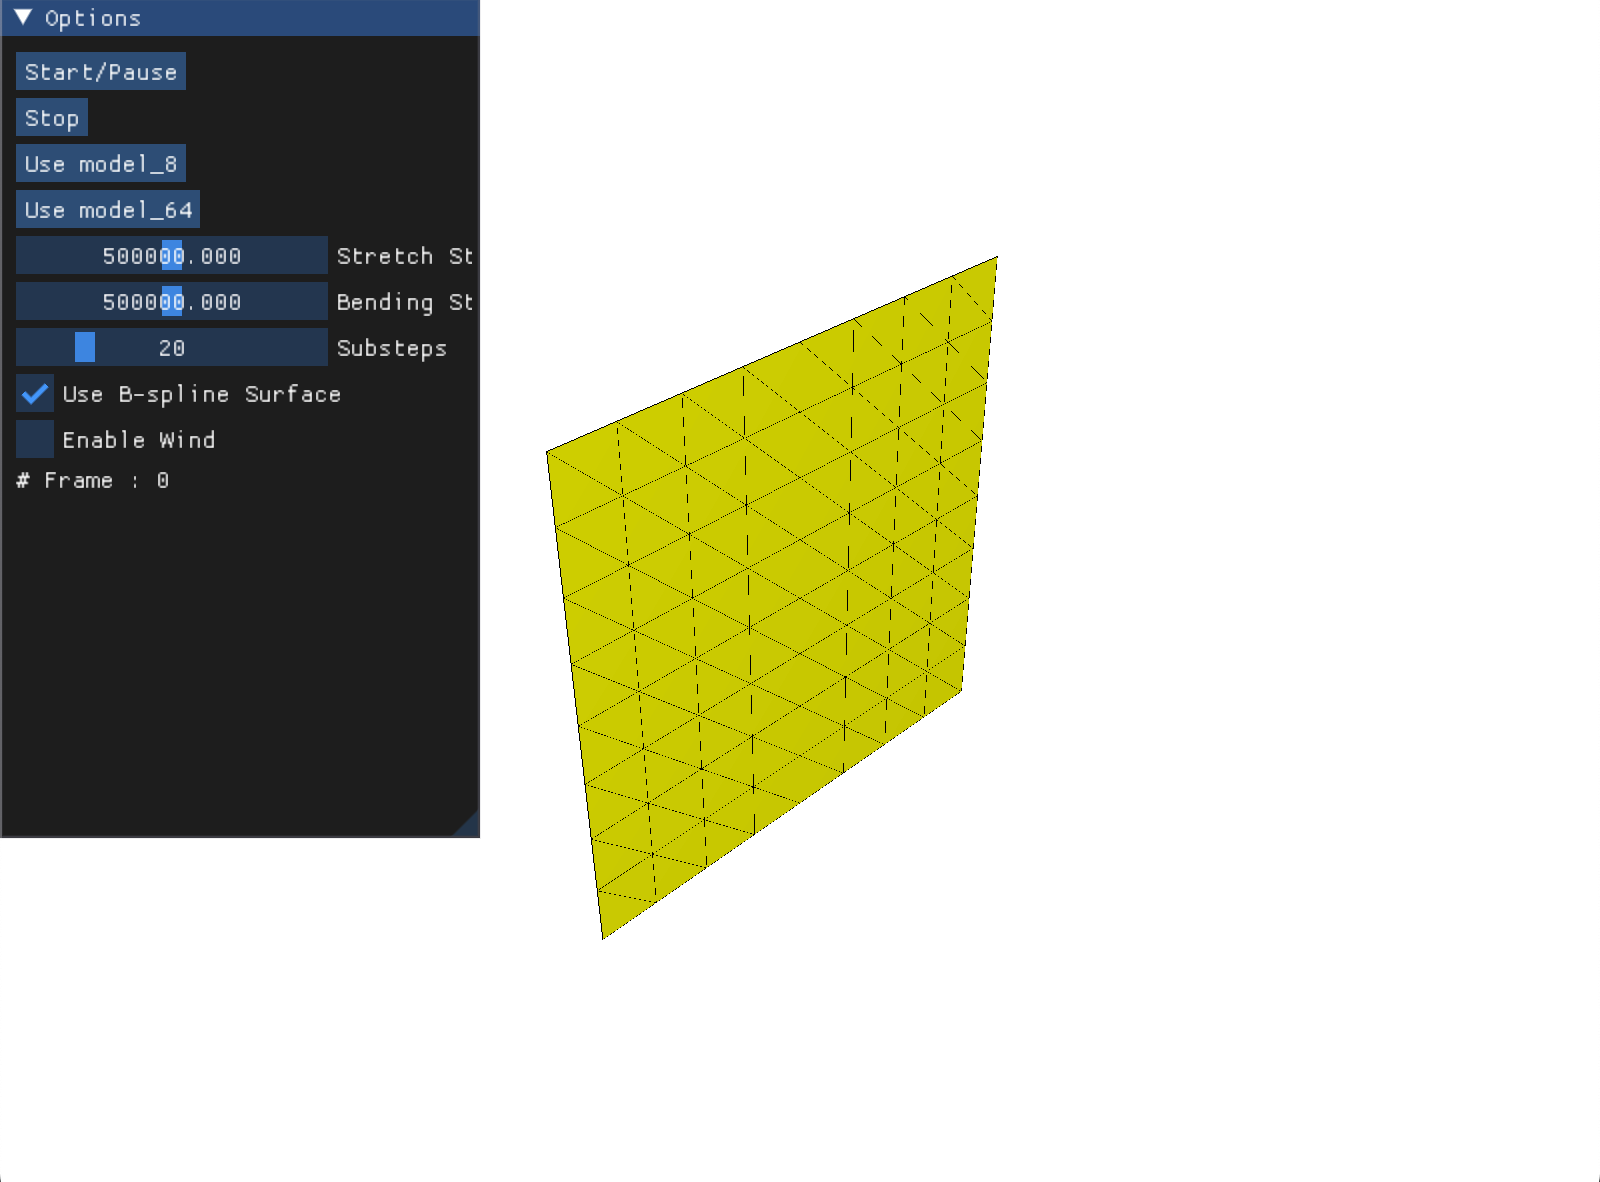 Options
Start/Pause
Stop
Use model_8
Use model_64
500000.000 Stretch St
500000.000 Bending St
20 Substeps
Use B-spline Surface
Enable Wind
# Frame : 0